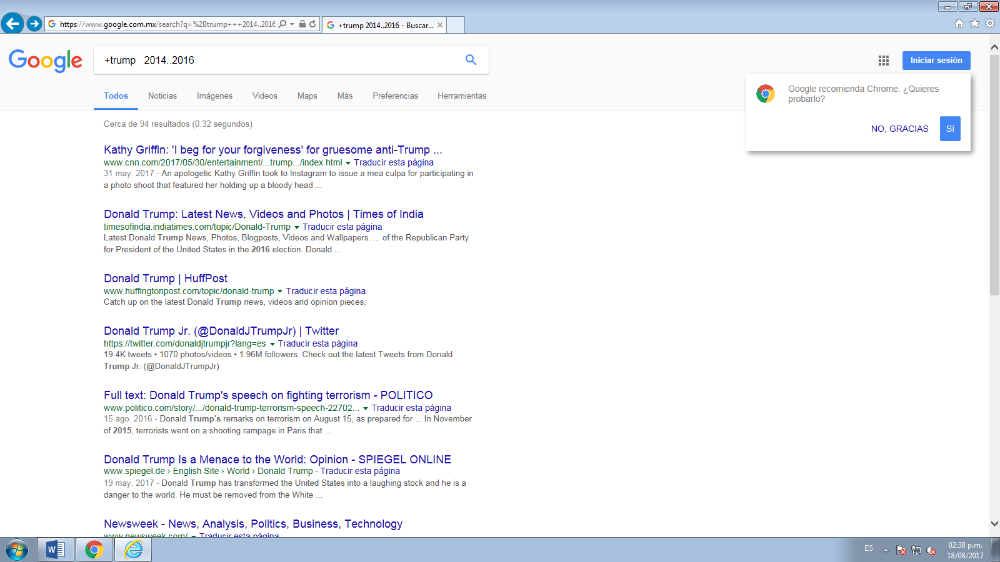 https://www.google.com.mx/search?q=%2Btrump+++2014..2016
+trump 2014..2016 - Buscar...
Google
+trump   2014..2016
Iniciar sesión
Todos
Noticias
Imágenes
Videos
Maps
Más
Preferencias
Herramientas
Google recomienda Chrome. ¿Quieres
probarlo?
NO, GRACIAS
SÍ
Cerca de 94 resultados (0.32 segundos)
Kathy Griffin: 'I beg for your forgiveness' for gruesome anti-Trump ...
www.cnn.com/2017/05/30/entertainment/...trump.../index.html Traducir esta página
31 may. 2017 - An apologetic Kathy Griffin took to Instagram to issue a mea culpa for participating in
a photo shoot that featured her holding up a bloody head ...
Donald Trump: Latest News, Videos and Photos | Times of India
timesofindia.indiatimes.com/topic/Donald-Trump Traducir esta página
Latest Donald Trump News, Photos, Blogposts, Videos and Wallpapers. ... of the Republican Party
for President of the United States in the 2016 election. Donald ...
Donald Trump | HuffPost
www.huffingtonpost.com/topic/donald-trump Traducir esta página
Catch up on the latest Donald Trump news, videos and opinion pieces.
Donald Trump Jr. (@DonaldJTrumpJr) | Twitter
https://twitter.com/donaldjtrumpjr?lang=es Traducir esta página
19.4K tweets • 1070 photos/videos • 1.96M followers. Check out the latest Tweets from Donald
Trump Jr. (@DonaldJTrumpJr)
Full text: Donald Trump's speech on fighting terrorism - POLITICO
www.politico.com/story/.../donald-trump-terrorism-speech-22702... Traducir esta página
15 ago. 2016 - Donald Trump's remarks on terrorism on August 15, as prepared for ... In November
of 2015, terrorists went on a shooting rampage in Paris that ...
Donald Trump Is a Menace to the World: Opinion - SPIEGEL ONLINE
www.spiegel.de › English Site › World › Donald Trump - Traducir esta página
19 may. 2017 - Donald Trump has transformed the United States into a laughing stock and he is a
danger to the world. He must be removed from the White ...
Newsweek - News, Analysis, Politics, Business, Technology
www.newsweek.com/ Traducir esta página
ES
02:38 p.m.
18/08/2017